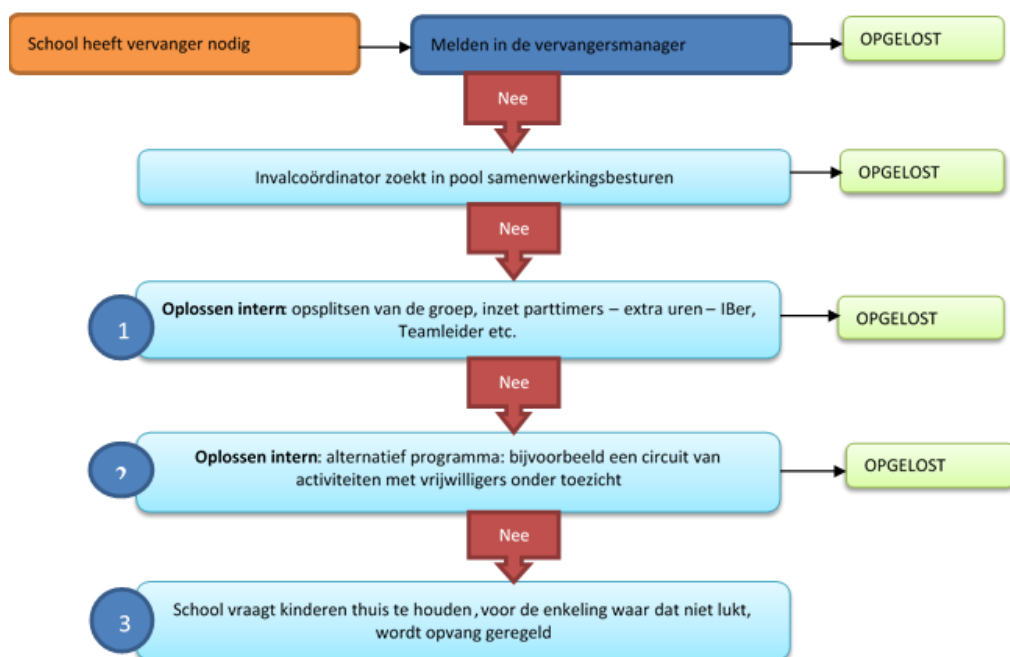 School heeft vervanger nodig
Melden in de vervangersmanager
OPGELOST
Nee
Invalcoördinator zoekt in pool samenwerkingsbesturen
OPGELOST
Nee
1
Oplossen intern: opsplitsen van de groep, inzet parttimers – extra uren – IBer,
Teamleider etc.
OPGELOST
Nee
2
Oplossen intern: alternatief programma: bijvoorbeeld een circuit van
activiteiten met vrijwilligers onder toezicht
OPGELOST
Nee
3
School vraagt kinderen thuis te houden, voor de enkeling waar dat niet lukt,
wordt opvang geregeld